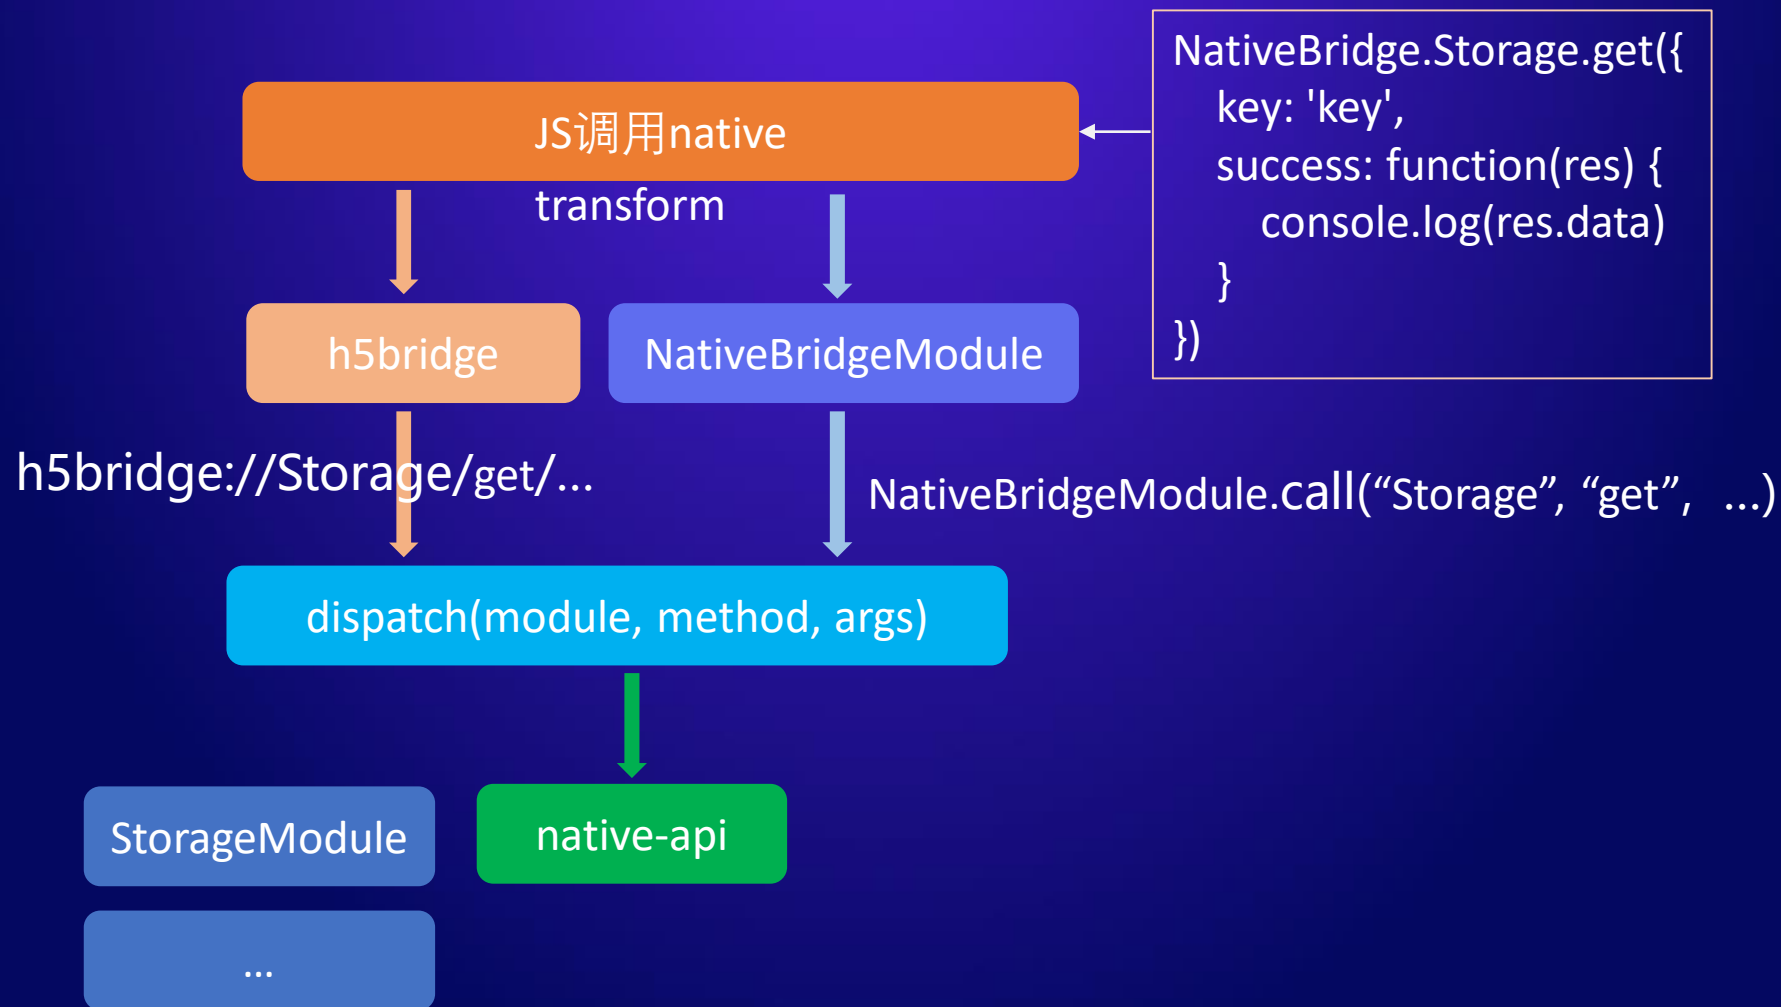 NativeBridge.Storage.get({
key: 'key',
success: function(res) {
console.log(res.data)
}
})
JS调用native
transform
h5bridge
NativeBridgeModule
h5bridge://Storage/get/...
NativeBridgeModule.call(“Storage”, “get”, ...)
dispatch(module, method, args)
StorageModule
native-api
...